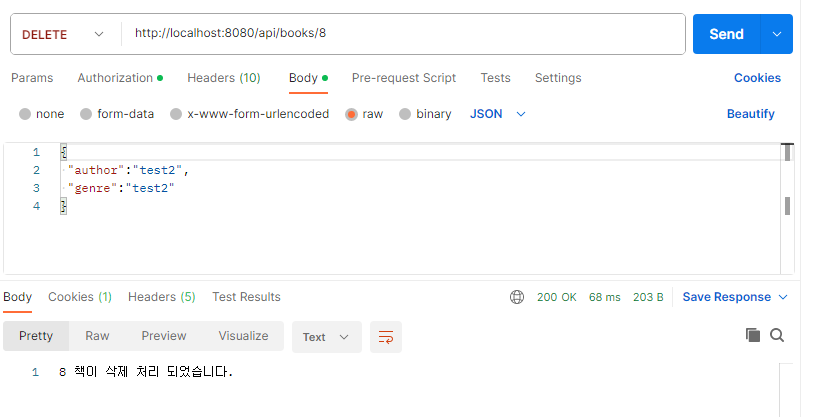 DELETE http://localhost:8080/api/books/8 Send
Params Authorization Headers (10) Body Pre-request Script Tests Settings Cookies
none form-data x-www-form-urlencoded raw binary JSON Beautify
1 {
2 "author":"test2",
3 "genre":"test2"
4 }
Body Cookies (1) Headers (5) Test Results 200 OK 68 ms 203 B Save Response
Pretty Raw Preview Visualize Text
1 8 책이 삭제 처리 되었습니다.